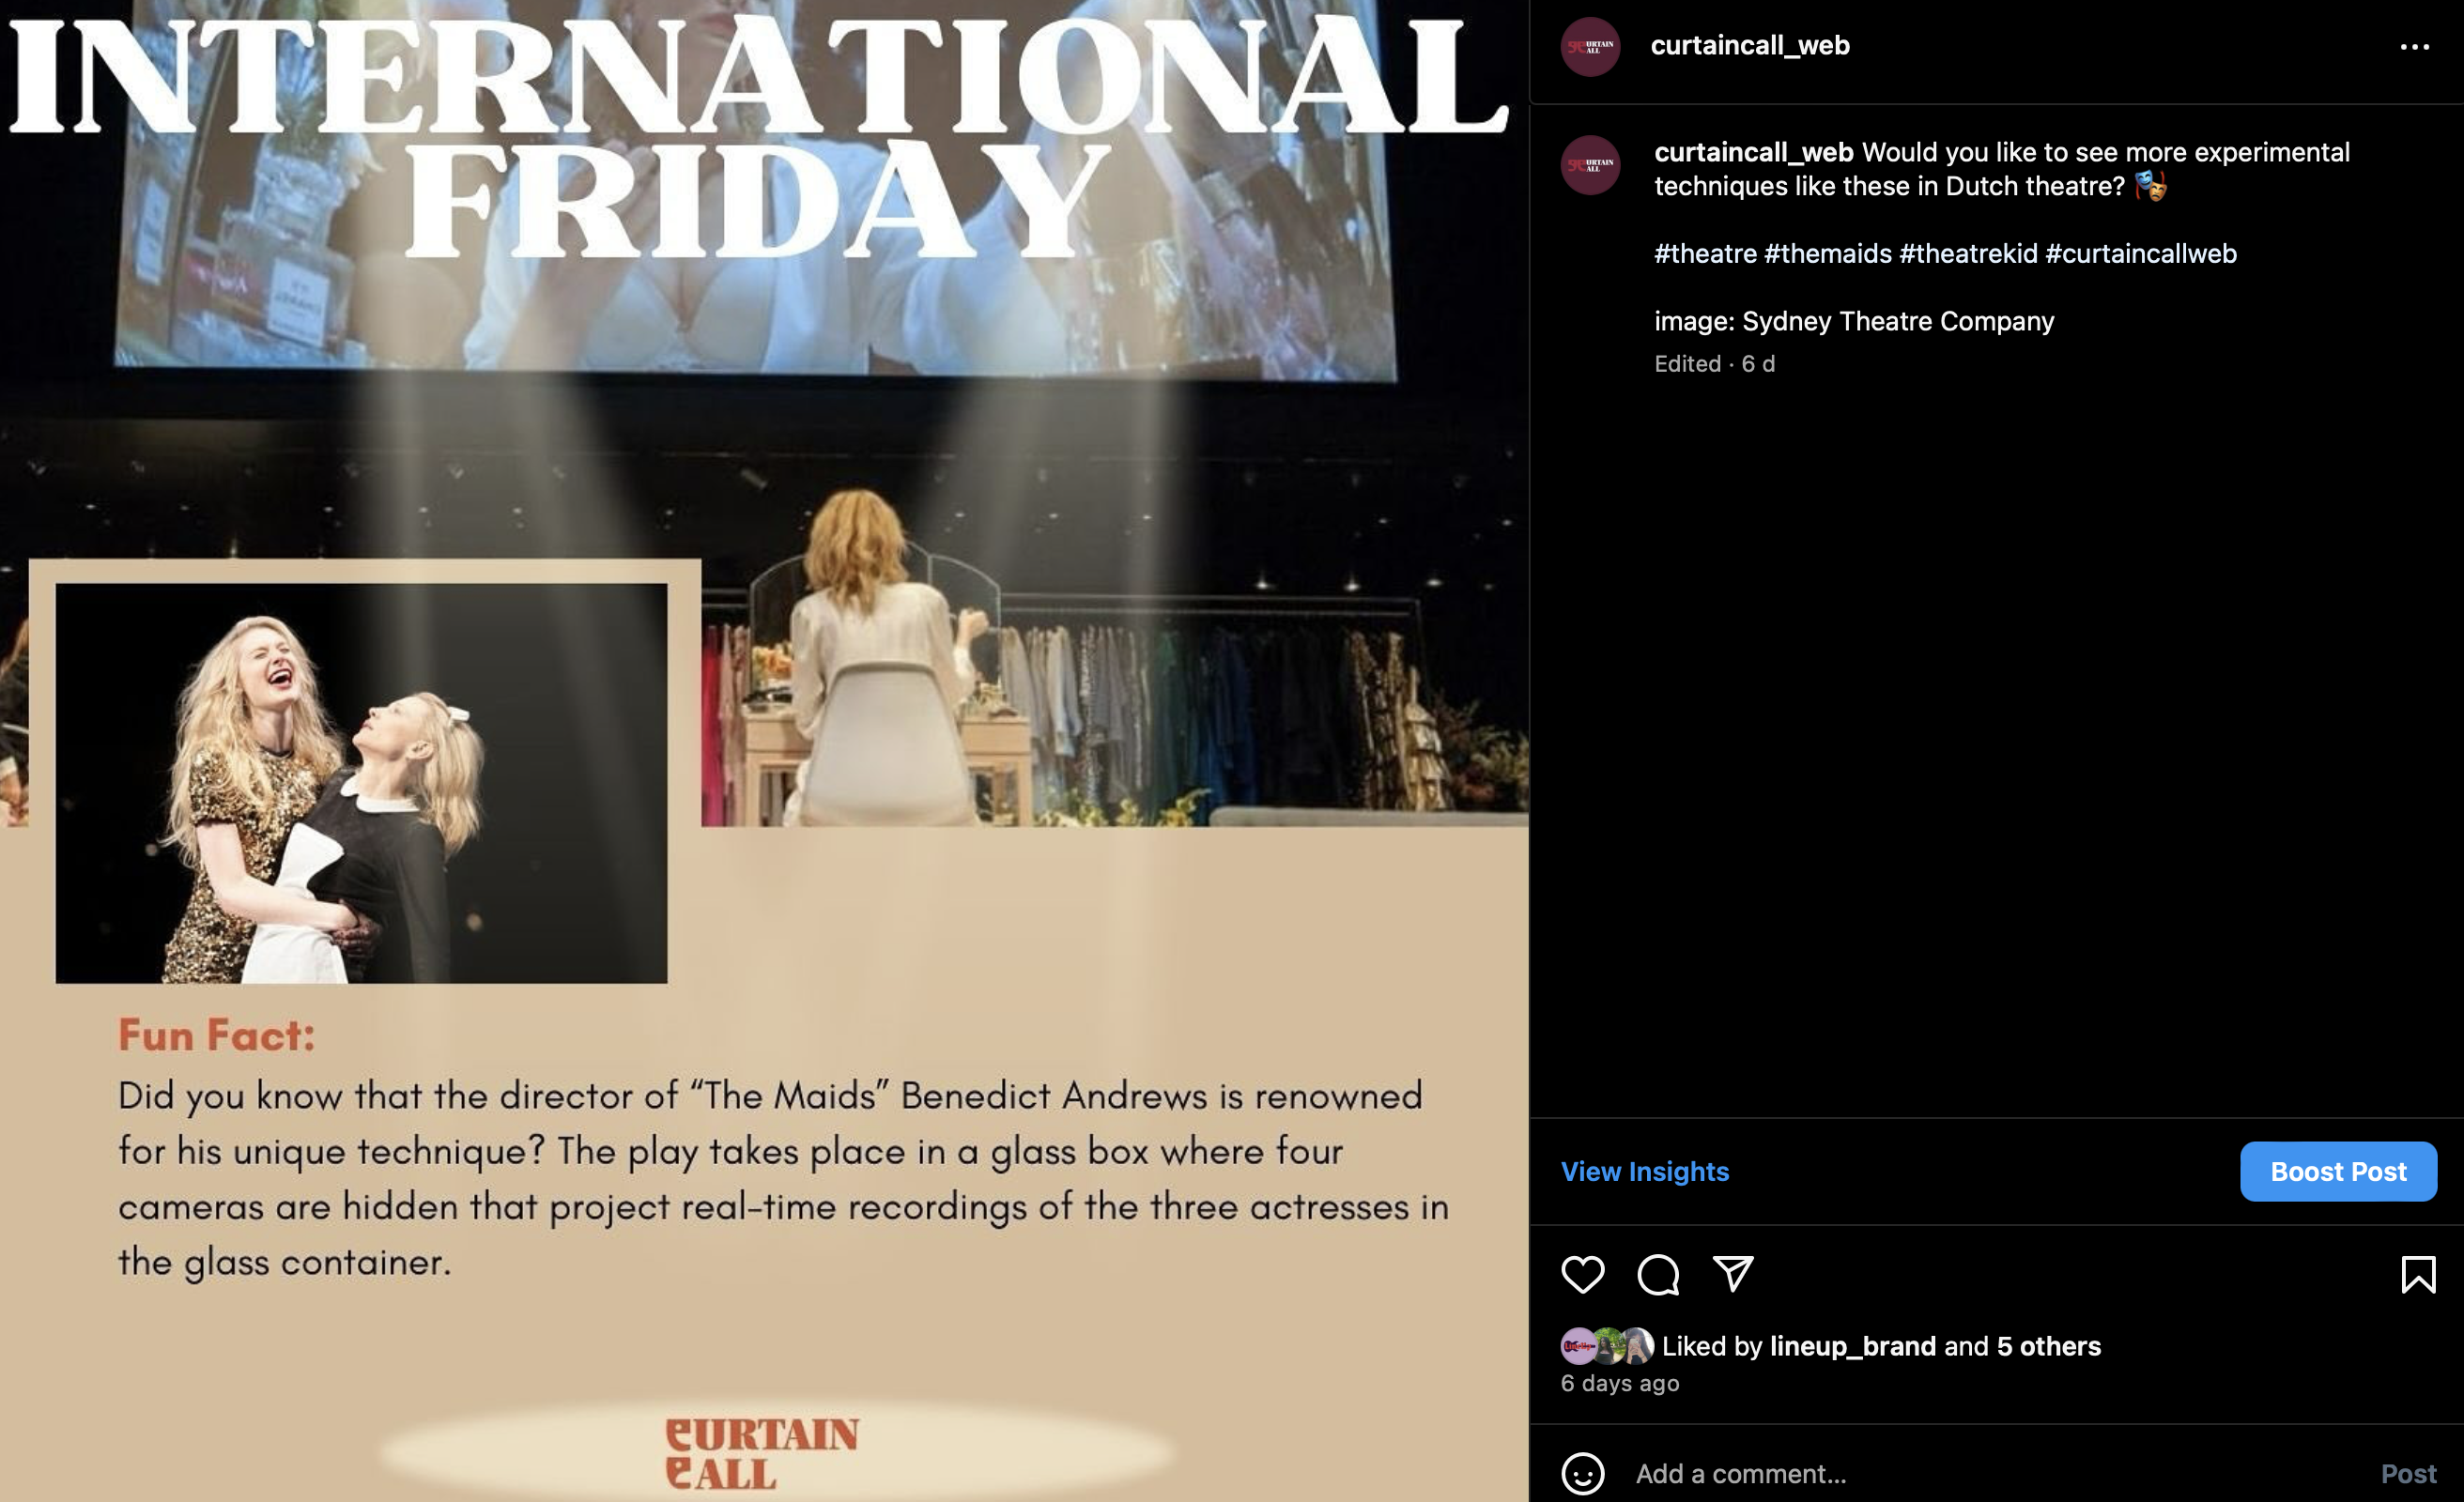 INTERNATIONAL
FRIDAY
Fun Fact:
Did you know that the director of “The Maids” Benedict Andrews is renowned
for his unique technique? The play takes place in a glass box where four
cameras are hidden that project real-time recordings of the three actresses in
the glass container.
CURTAIN
CALL
curtaincall_web
curtaincall_web Would you like to see more experimental
techniques like these in Dutch theatre? 🎭
#theatre #themaids #theatrekid #curtaincallweb
image: Sydney Theatre Company
Edited · 6 d
View Insights
Boost Post
Liked by lineup_brand and 5 others
6 days ago
Add a comment...
Post